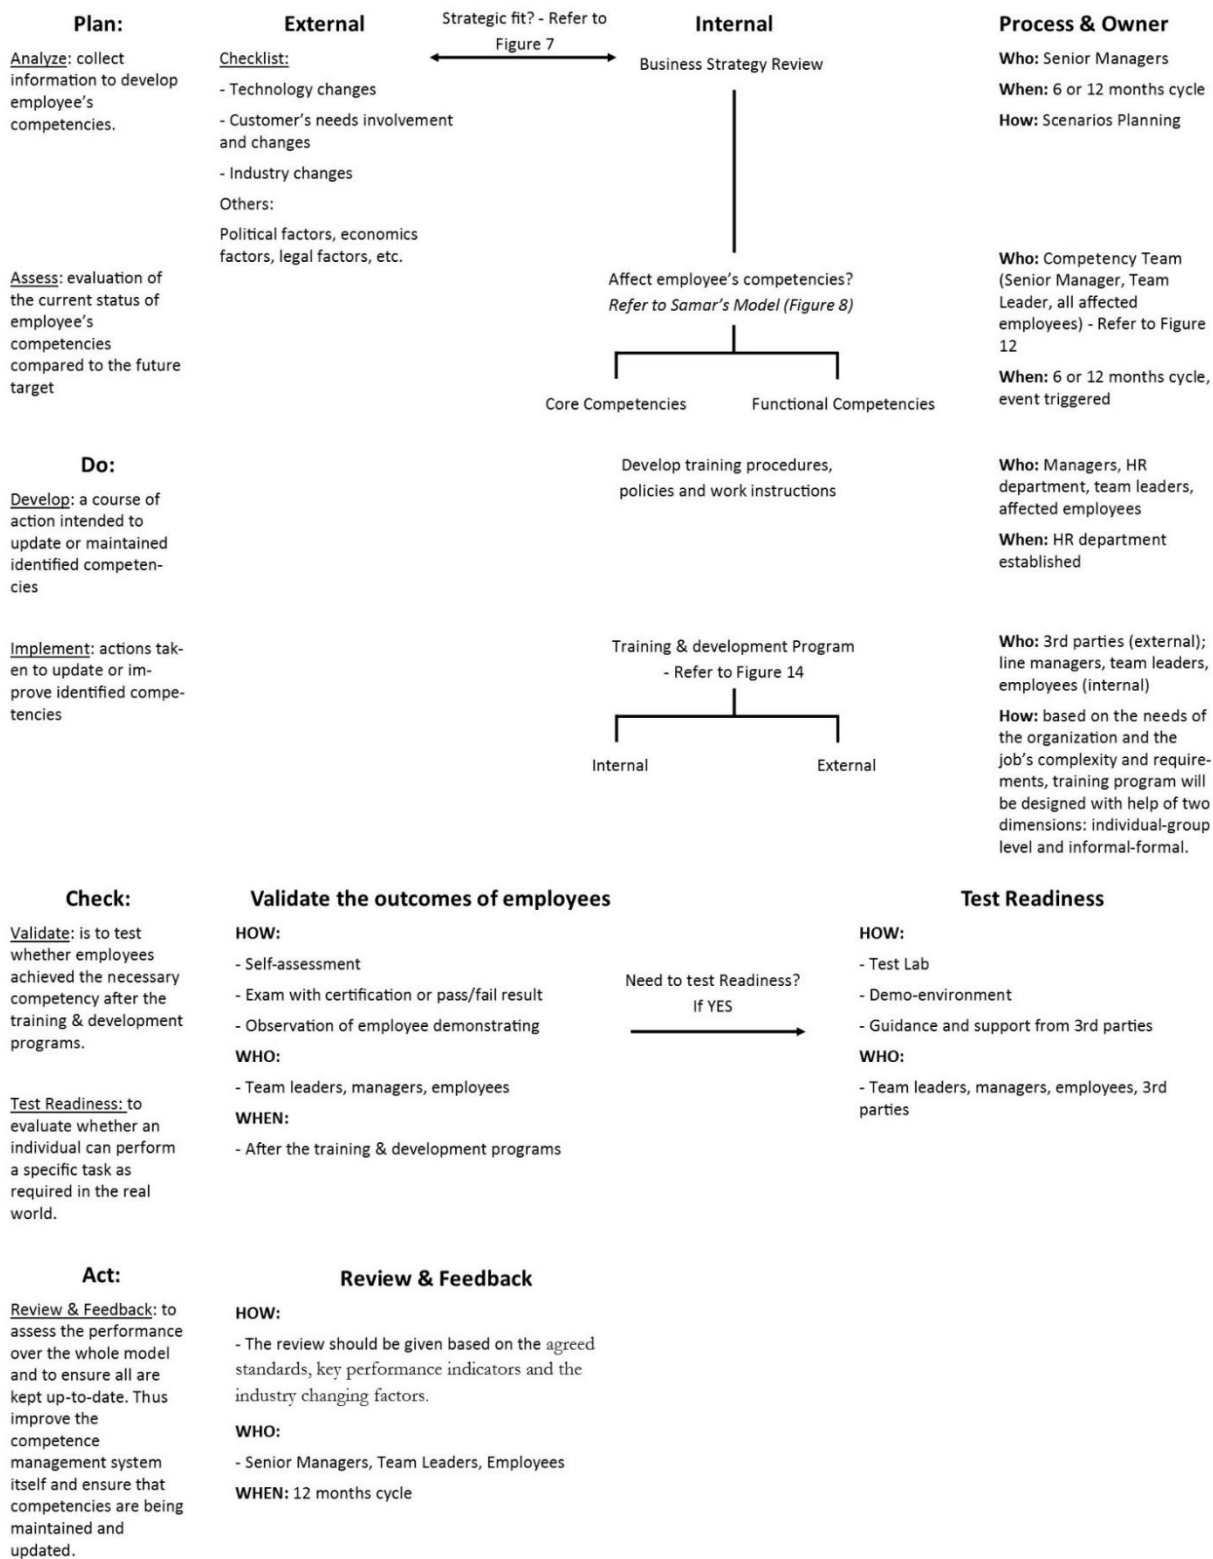 Plan:
Analyze: collect
information to develop
employee's
competencies.
External
Checklist:
- Technology changes
- Customer's needs involvement
and changes
- Industry changes
Others:
Political factors, economics
factors, legal factors, etc.
Strategic fit? - Refer to
Figure 7
Internal
Business Strategy Review
Process & Owner
Who: Senior Managers
When: 6 or 12 months cycle
How: Scenarios Planning
Assess: evaluation of
the current status of
employee's
competencies
compared to the future
target
Affect employee's competencies?
Refer to Samar's Model (Figure 8)
Core Competencies
Functional Competencies
Who: Competency Team
(Senior Manager, Team
Leader, all affected
employees) - Refer to Figure
12
When: 6 or 12 months cycle,
event triggered
Do:
Develop: a course of
action intended to
update or maintained
identified competen-
cies
Develop training procedures,
policies and work instructions
Who: Managers, HR
department, team leaders,
affected employees
When: HR department
established
Implement: actions tak-
en to update or im-
prove identified compe-
tencies
Training & development Program
- Refer to Figure 14
Internal
External
Who: 3rd parties (external);
line managers, team leaders,
employees (internal)
How: based on the needs of
the organization and the
job's complexity and require-
ments, training program will
be designed with help of two
dimensions: individual-group
level and informal-formal.
Check:
Validate: is to test
whether employees
achieved the necessary
competency after the
training & development
programs.
Test Readiness: to
evaluate whether an
individual can perform
a specific task as
required in the real
world.
Validate the outcomes of employees
HOW:
- Self-assessment
- Exam with certification or pass/fail result
- Observation of employee demonstrating
WHO:
- Team leaders, managers, employees
WHEN:
- After the training & development programs
Need to test Readiness?
If YES
Test Readiness
HOW:
- Test Lab
- Demo-environment
- Guidance and support from 3rd parties
WHO:
- Team leaders, managers, employees, 3rd
parties
Act:
Review & Feedback: to
assess the performance
over the whole model
and to ensure all are
kept up-to-date. Thus
improve the
competence
management system
itself and ensure that
competencies are being
maintained and
updated.
Review & Feedback
HOW:
- The review should be given based on the agreed
standards, key performance indicators and the
industry changing factors.
WHO:
- Senior Managers, Team Leaders, Employees
WHEN: 12 months cycle